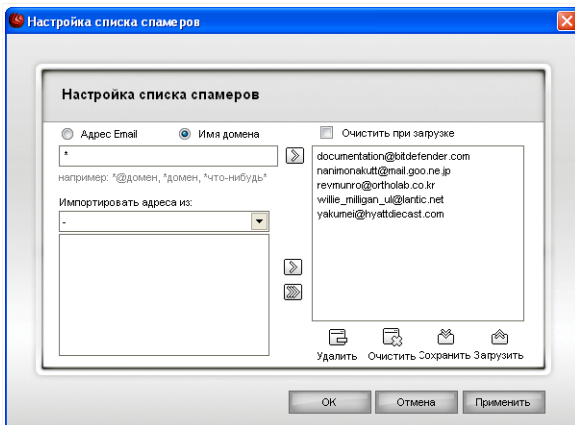 Настройка списка спамеров
Настройка списка спамеров
Адрес Email
Имя домена
*
например: *@домен, *домен, *что-нибудь*
Импортировать адреса из:
-
Очистить при загрузке
documentation@bitdefender.com
nanimonakutt@mail.goo.ne.jp
revmunro@ortholab.co.kr
willie_milligan_ul@lantic.net
yakumei@hyattdiecast.com
Удалить
Очистить
Сохранить
Загрузить
OK
Отмена
Применить